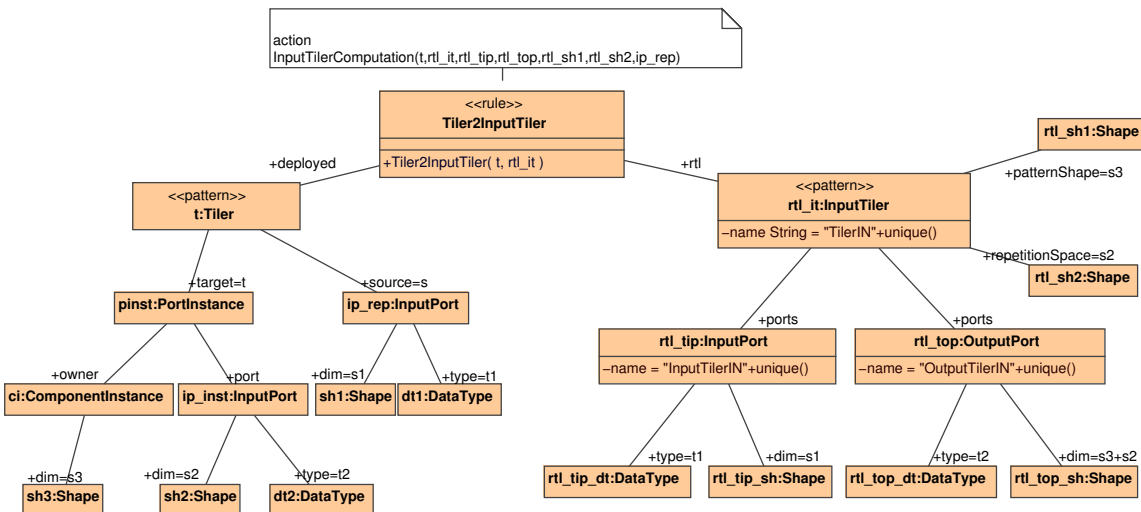 action
InputTilerComputation(t,rtl_it,rtl_tip,rtl_top,rtl_sh1,rtl_sh2,ip_rep)
<<rule>>
Tiler2InputTiler
+Tiler2InputTiler( t, rtl_it )
+deployed
+rtl
rtl_sh1:Shape
+patternShape=s3
<<pattern>>
t:Tiler
<<pattern>>
rtl_it:InputTiler
−name String = "TilerIN"+unique()
+repetitionSpace=s2
rtl_sh2:Shape
+target=t
+source=s
pinst:PortInstance
ip_rep:InputPort
+ports
+ports
rtl_tip:InputPort
−name = "InputTilerIN"+unique()
rtl_top:OutputPort
−name = "OutputTilerIN"+unique()
+owner
+port
+dim=s1
+type=t1
ci:ComponentInstance
ip_inst:InputPort
sh1:Shape
dt1:DataType
+dim=s3
+dim=s2
+type=t2
sh3:Shape
sh2:Shape
dt2:DataType
+type=t1
+dim=s1
+type=t2
+dim=s3+s2
rtl_tip_dt:DataType
rtl_tip_sh:Shape
rtl_top_dt:DataType
rtl_top_sh:Shape